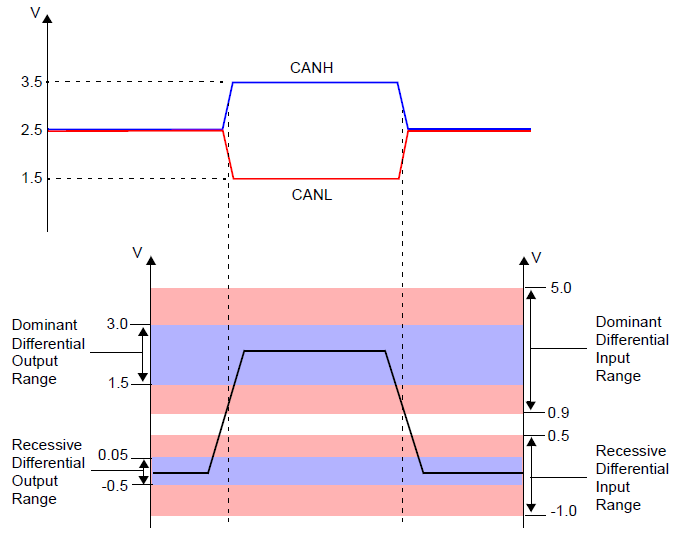 V
CANH
3.5
2.5
1.5
CANL
V
V
5.0
Dominant
Differential
Output
Range
3.0
1.5
Dominant
Differential
Input
Range
0.9
0.5
Recessive
Differential
Output
Range
0.05
-0.5
Recessive
Differential
Input
Range
-1.0